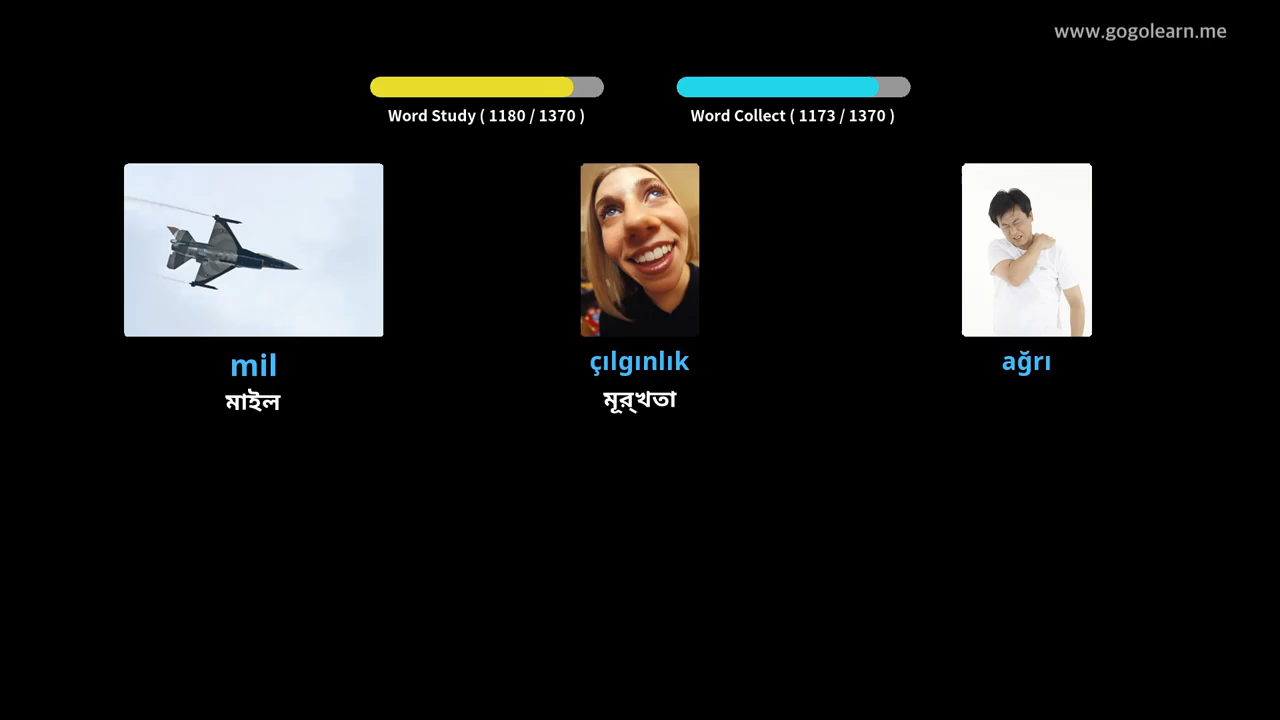 www.gogolearn.me
Word Study ( 1180 / 1370 )
Word Collect ( 1173 / 1370 )
mil
মাইল
çılgınlık
মূর্খতা
ağrı